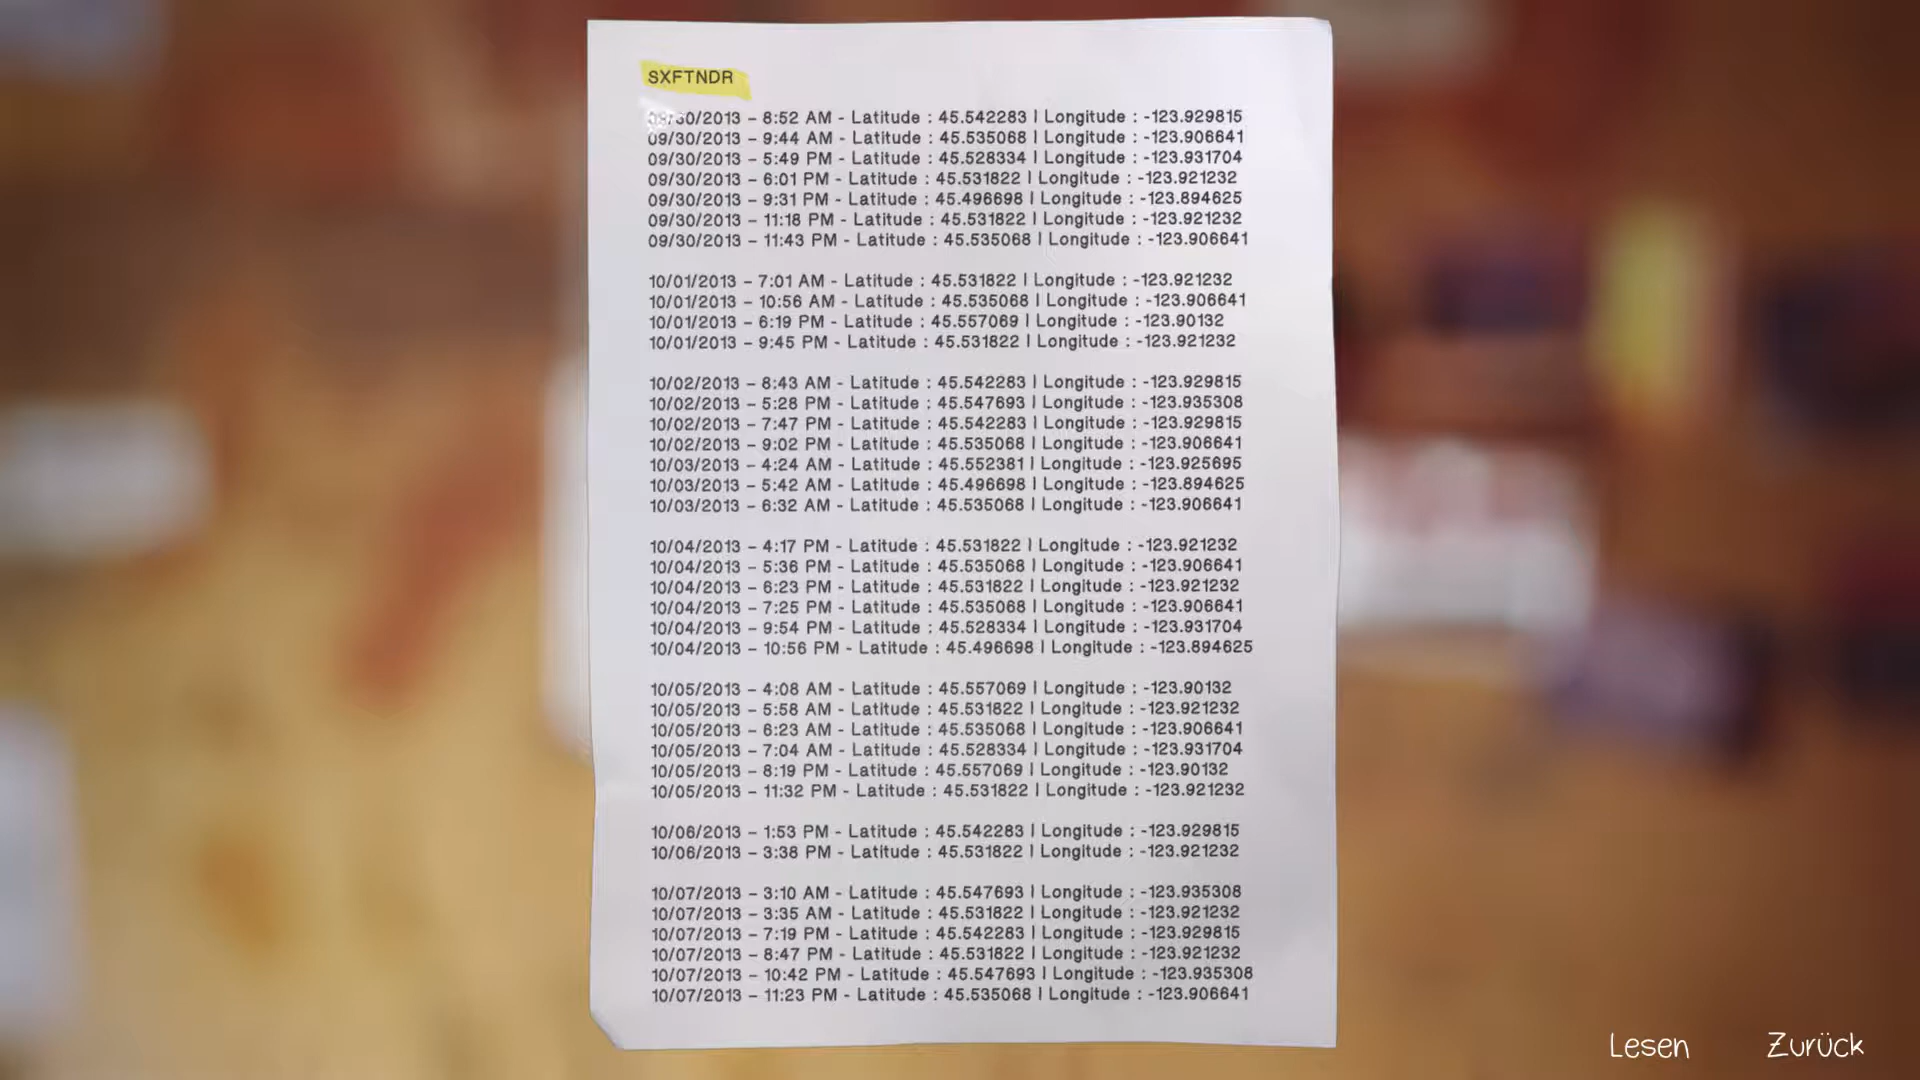 SXFTNDR
09/30/2013 – 8:52 AM - Latitude : 45.542283 | Longitude : -123.929815
09/30/2013 – 9:44 AM - Latitude : 45.535068 | Longitude : -123.906641
09/30/2013 – 5:49 PM - Latitude : 45.528334 | Longitude : -123.931704
09/30/2013 – 6:01 PM - Latitude : 45.531822 | Longitude : -123.921232
09/30/2013 – 9:31 PM - Latitude : 45.496698 | Longitude : -123.894625
09/30/2013 – 11:18 PM - Latitude : 45.531822 | Longitude : -123.921232
09/30/2013 – 11:43 PM - Latitude : 45.535068 | Longitude : -123.906641
10/01/2013 – 7:01 AM - Latitude : 45.531822 | Longitude : -123.921232
10/01/2013 – 10:56 AM - Latitude : 45.535068 | Longitude : -123.906641
10/01/2013 – 6:19 PM - Latitude : 45.557069 | Longitude : -123.90132
10/01/2013 – 9:45 PM - Latitude : 45.531822 | Longitude : -123.921232
10/02/2013 – 8:43 AM - Latitude : 45.542283 | Longitude : -123.929815
10/02/2013 – 5:28 PM - Latitude : 45.547693 | Longitude : -123.935308
10/02/2013 – 7:47 PM - Latitude : 45.542283 | Longitude : -123.929815
10/02/2013 – 9:02 PM - Latitude : 45.535068 | Longitude : -123.906641
10/03/2013 – 4:24 AM - Latitude : 45.552381 | Longitude : -123.925695
10/03/2013 – 5:42 AM - Latitude : 45.496698 | Longitude : -123.894625
10/03/2013 – 6:32 AM - Latitude : 45.535068 | Longitude : -123.906641
10/04/2013 – 4:17 PM - Latitude : 45.531822 | Longitude : -123.921232
10/04/2013 – 5:36 PM - Latitude : 45.535068 | Longitude : -123.906641
10/04/2013 – 6:23 PM - Latitude : 45.531822 | Longitude : -123.921232
10/04/2013 – 7:25 PM - Latitude : 45.535068 | Longitude : -123.906641
10/04/2013 – 9:54 PM - Latitude : 45.528334 | Longitude : -123.931704
10/04/2013 – 10:56 PM - Latitude : 45.496698 | Longitude : -123.894625
10/05/2013 – 4:08 AM - Latitude : 45.557069 | Longitude : -123.90132
10/05/2013 – 5:58 AM - Latitude : 45.531822 | Longitude : -123.921232
10/05/2013 – 6:23 AM - Latitude : 45.535068 | Longitude : -123.906641
10/05/2013 – 7:04 AM - Latitude : 45.528334 | Longitude : -123.931704
10/05/2013 – 8:19 PM - Latitude : 45.557069 | Longitude : -123.90132
10/05/2013 – 11:32 PM - Latitude : 45.531822 | Longitude : -123.921232
10/06/2013 – 1:53 PM - Latitude : 45.542283 | Longitude : -123.929815
10/06/2013 – 3:38 PM - Latitude : 45.531822 | Longitude : -123.921232
10/07/2013 – 3:10 AM - Latitude : 45.547693 | Longitude : -123.935308
10/07/2013 – 3:35 AM - Latitude : 45.531822 | Longitude : -123.921232
10/07/2013 – 7:19 PM - Latitude : 45.542283 | Longitude : -123.929815
10/07/2013 – 8:47 PM - Latitude : 45.531822 | Longitude : -123.921232
10/07/2013 – 10:42 PM - Latitude : 45.547693 | Longitude : -123.935308
10/07/2013 – 11:23 PM - Latitude : 45.535068 | Longitude : -123.906641
Lesen Zurück